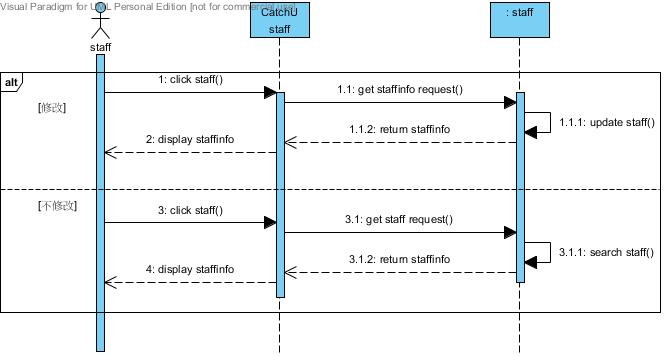 Visual Paradigm for UML Personal Edition [not for commercial use]
CatchU
staff
: staff
staff
alt
1: click staff()
1.1: get staffinfo request()
[修改]
1.1.1: update staff()
1.1.2: return staffinfo
2: display staffinfo
[不修改]
3: click staff()
3.1: get staff request()
3.1.1: search staff()
3.1.2: return staffinfo
4: display staffinfo